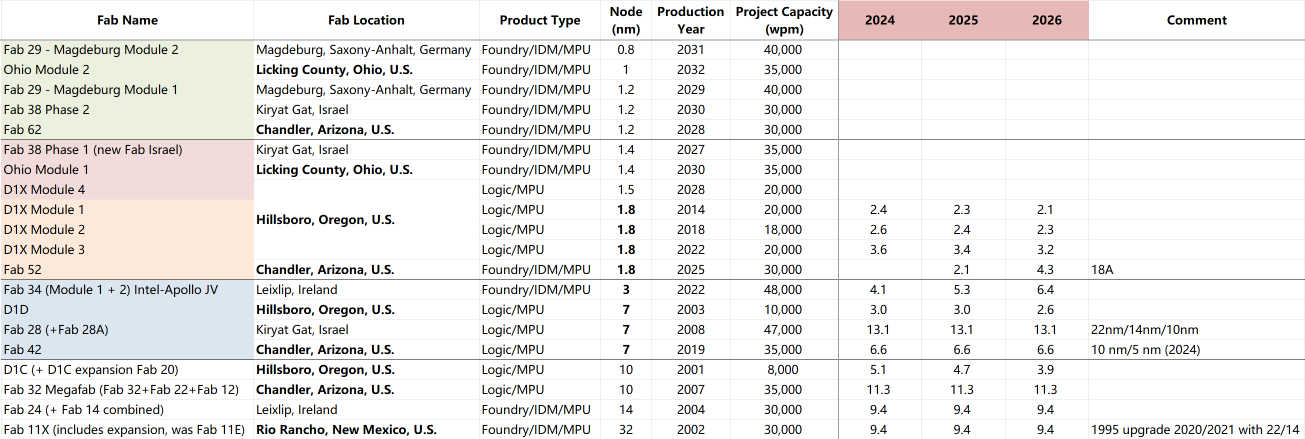 Fab Name Fab Location Product Type Node (nm) Production Year Project Capacity (wpm) 2024 2025 2026 Comment
Fab 29 - Magdeburg Module 2 Magdeburg, Saxony-Anhalt, Germany Foundry/IDM/MPU 0.8 2031 40,000
Ohio Module 2 Licking County, Ohio, U.S. Foundry/IDM/MPU 1 2032 35,000
Fab 29 - Magdeburg Module 1 Magdeburg, Saxony-Anhalt, Germany Foundry/IDM/MPU 1.2 2029 40,000
Fab 38 Phase 2 Kiryat Gat, Israel Foundry/IDM/MPU 1.2 2030 30,000
Fab 62 Chandler, Arizona, U.S. Foundry/IDM/MPU 1.2 2028 30,000
Fab 38 Phase 1 (new Fab Israel) Kiryat Gat, Israel Foundry/IDM/MPU 1.4 2027 35,000
Ohio Module 1 Licking County, Ohio, U.S. Foundry/IDM/MPU 1.4 2030 35,000
D1X Module 4 Logic/MPU 1.5 2028 20,000
D1X Module 1 Hillsboro, Oregon, U.S. Logic/MPU 1.8 2014 20,000 2.4 2.3 2.1
D1X Module 2 Logic/MPU 1.8 2018 18,000 2.6 2.4 2.3
D1X Module 3 Logic/MPU 1.8 2022 20,000 3.6 3.4 3.2
Fab 52 Chandler, Arizona, U.S. Foundry/IDM/MPU 1.8 2025 30,000 2.1 4.3 18A
Fab 34 (Module 1 + 2) Intel-Apollo JV Leixlip, Ireland Foundry/IDM/MPU 3 2022 48,000 4.1 5.3 6.4
D1D Hillsboro, Oregon, U.S. Logic/MPU 7 2003 10,000 3.0 3.0 2.6
Fab 28 (+Fab 28A) Kiryat Gat, Israel Logic/MPU 7 2008 47,000 13.1 13.1 13.1 22nm/14nm/10nm
Fab 42 Chandler, Arizona, U.S. Logic/MPU 7 2019 35,000 6.6 6.6 6.6 10 nm/5 nm (2024)
D1C (+ D1C expansion Fab 20) Hillsboro, Oregon, U.S. Logic/MPU 10 2001 8,000 5.1 4.7 3.9
Fab 32 Megafab (Fab 32+Fab 22+Fab 12) Chandler, Arizona, U.S. Logic/MPU 10 2007 35,000 11.3 11.3 11.3
Fab 24 (+ Fab 14 combined) Leixlip, Ireland Foundry/IDM/MPU 14 2004 30,000 9.4 9.4 9.4
Fab 11X (includes expansion, was Fab 11E) Rio Rancho, New Mexico, U.S. Foundry/IDM/MPU 32 2002 30,000 9.4 9.4 9.4 1995 upgrade 2020/2021 with 22/14